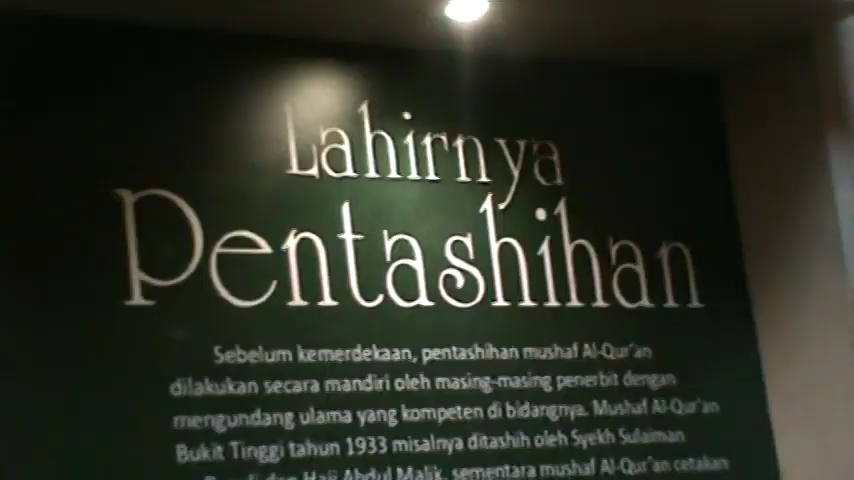 Lahirnya
Pentashihan
Sebelum kemerdekaan, pentashihan mushaf Al-Qur'an
dilakukan secara mandiri oleh masing-masing penerbit dengan
mengundang ulama yang kompeten di bidangnya. Mushaf Al-Qur'an
Bukit Tinggi tahun 1933 misalnya ditashih oleh Syekh Sulaiman
dan Haji Abdul Malik, sementara mushaf Al-Qur'an cetakan